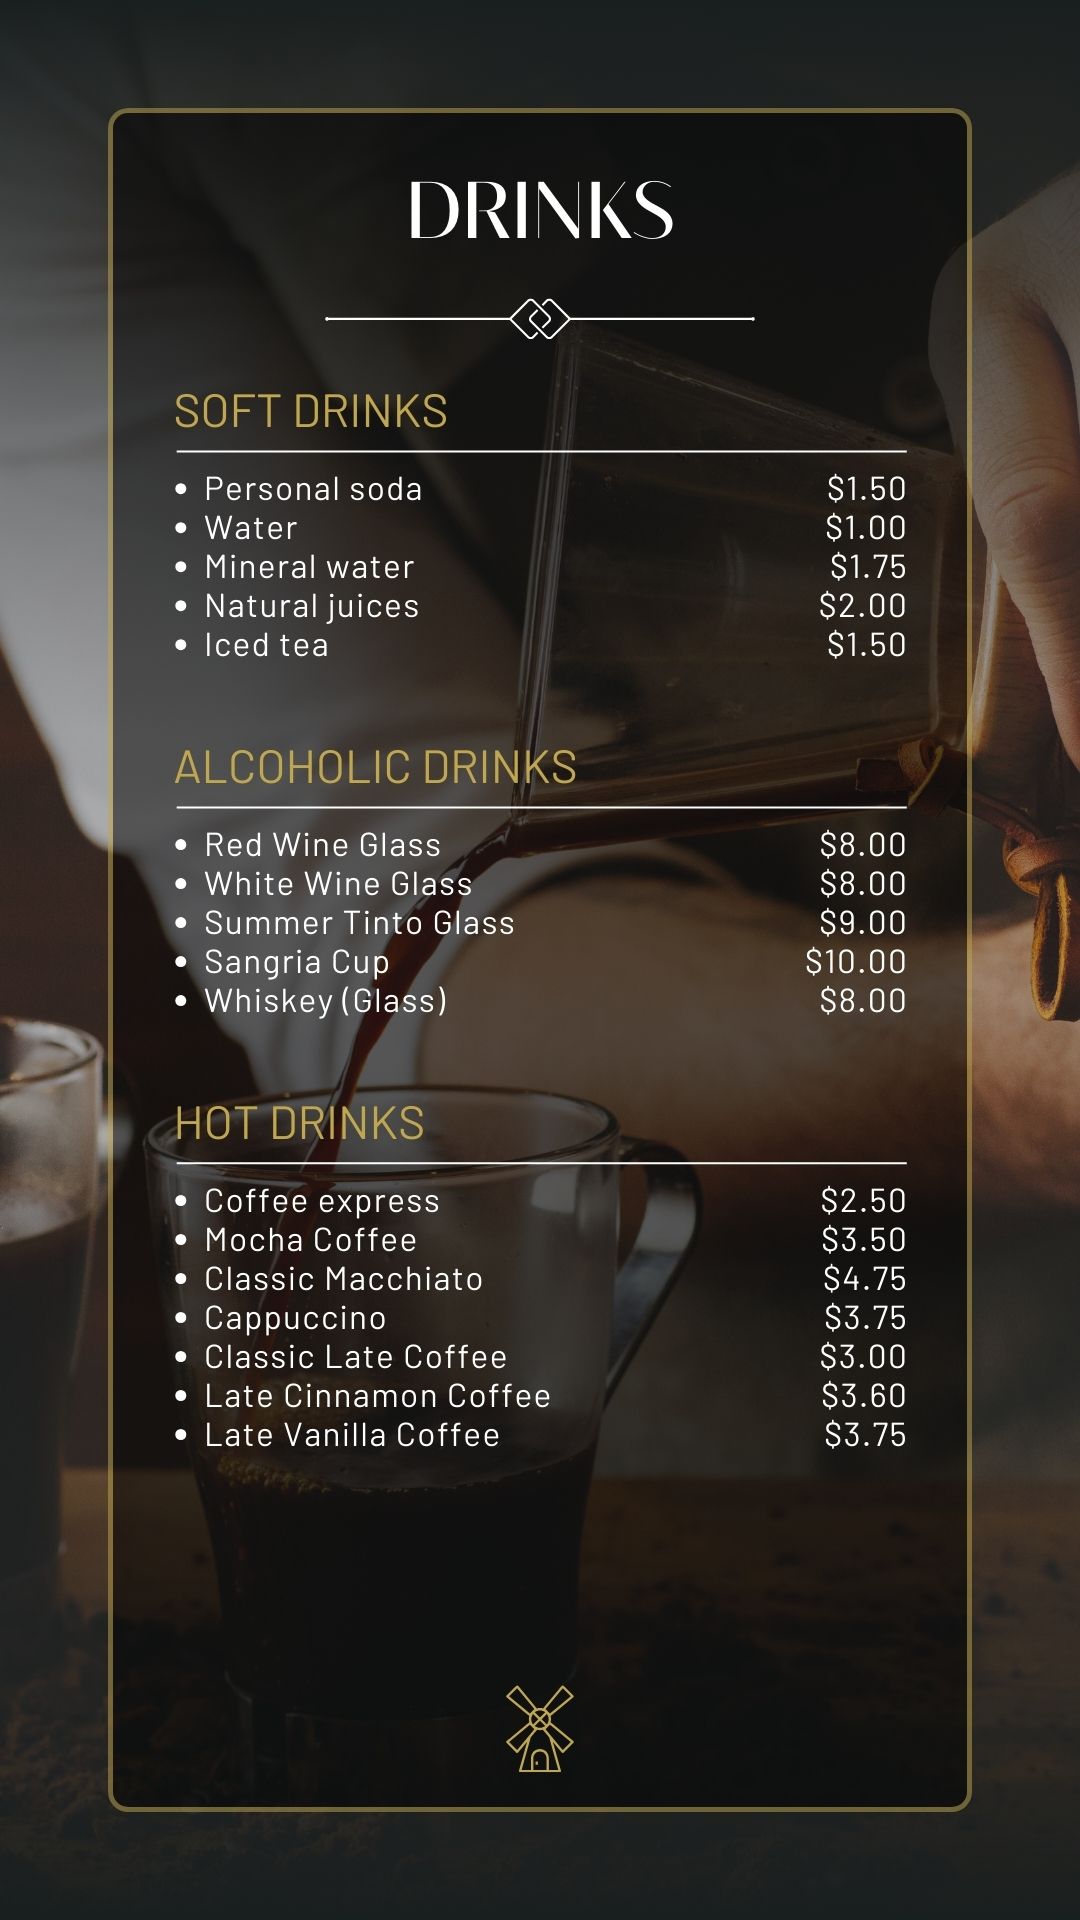 DRINKS
SOFT DRINKS
• Personal soda $1.50
• Water $1.00
• Mineral water $1.75
• Natural juices $2.00
• Iced tea $1.50
ALCOHOLIC DRINKS
• Red Wine Glass $8.00
• White Wine Glass $8.00
• Summer Tinto Glass $9.00
• Sangria Cup $10.00
• Whiskey (Glass) $8.00
HOT DRINKS
• Coffee express $2.50
• Mocha Coffee $3.50
• Classic Macchiato $4.75
• Cappuccino $3.75
• Classic Late Coffee $3.00
• Late Cinnamon Coffee $3.60
• Late Vanilla Coffee $3.75